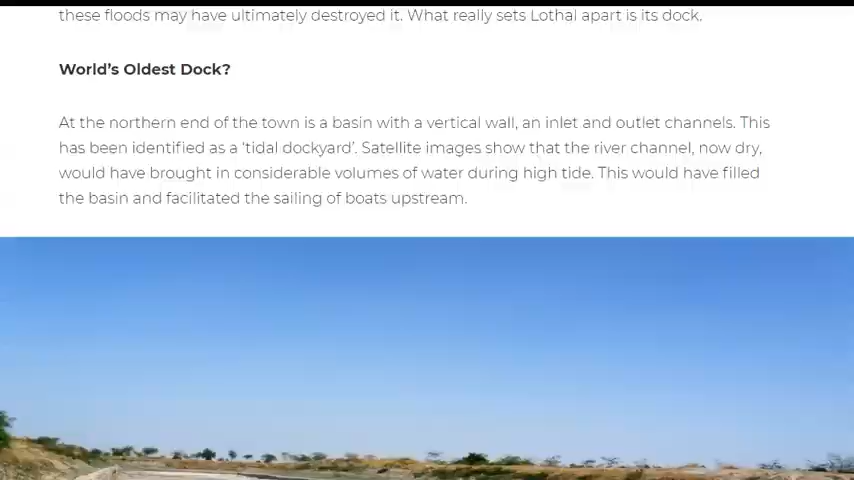 these floods may have ultimately destroyed it. What really sets Lothal apart is its dock.
World’s Oldest Dock?
At the northern end of the town is a basin with a vertical wall, an inlet and outlet channels. This
has been identified as a ‘tidal dockyard’. Satellite images show that the river channel, now dry,
would have brought in considerable volumes of water during high tide. This would have filled
the basin and facilitated the sailing of boats upstream.